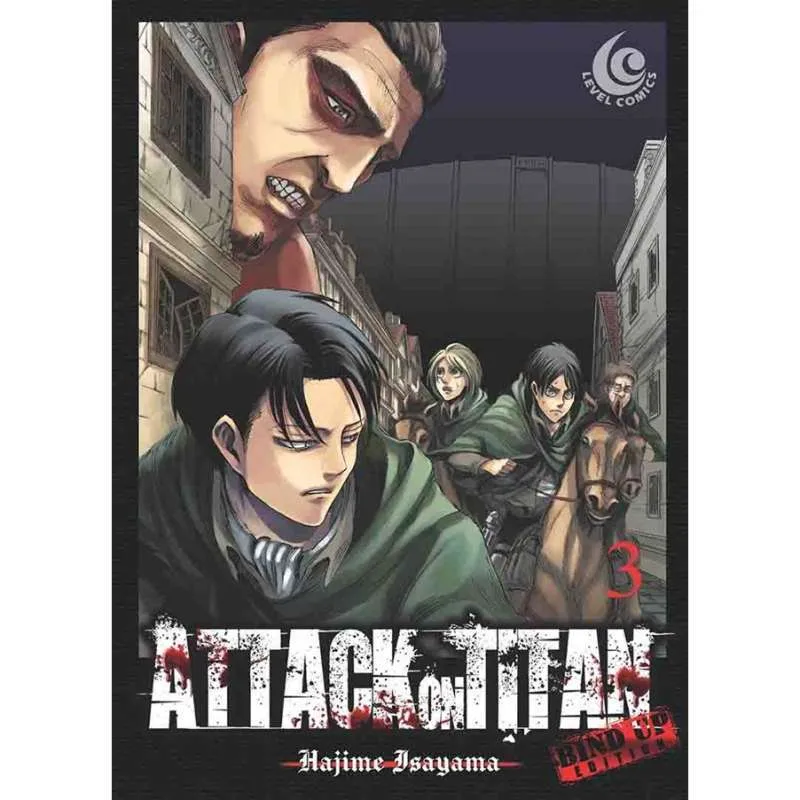 LEVEL COMICS
3
ATTACK ON TITAN
BIND UP
EDITION
Hajime Isayama